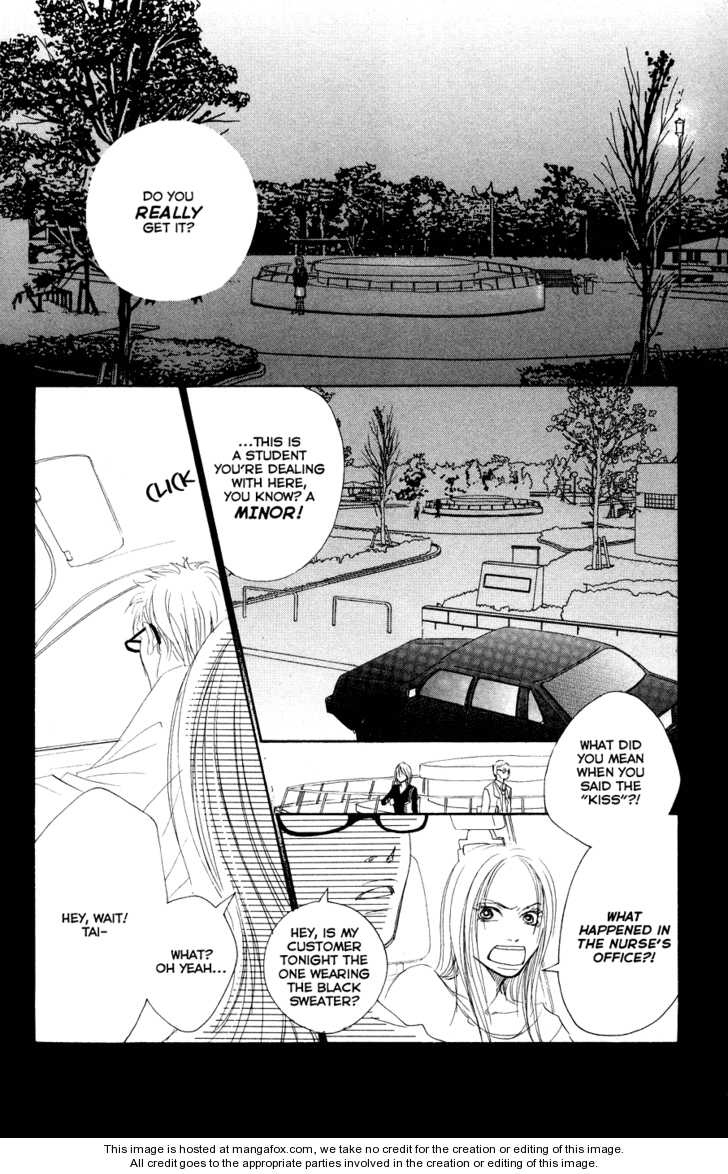 DO YOU
REALLY
GET IT?
...THIS IS
A STUDENT
YOU'RE DEALING
WITH HERE,
YOU KNOW? A
MINOR!
CLICK
WHAT DID
YOU MEAN
WHEN YOU
SAID THE
"KISS"?!
WHAT
HAPPENED IN
THE NURSE'S
OFFICE?!
HEY, IS MY
CUSTOMER
TONIGHT THE
ONE WEARING
THE BLACK
SWEATER?
HEY, WAIT!
TAI-
WHAT?
OH YEAH...
This image is hosted at mangafox.com, we take no credit for the creation or editing of this image.
All credit goes to the appropriate parties involved in the creation or editing of this image.